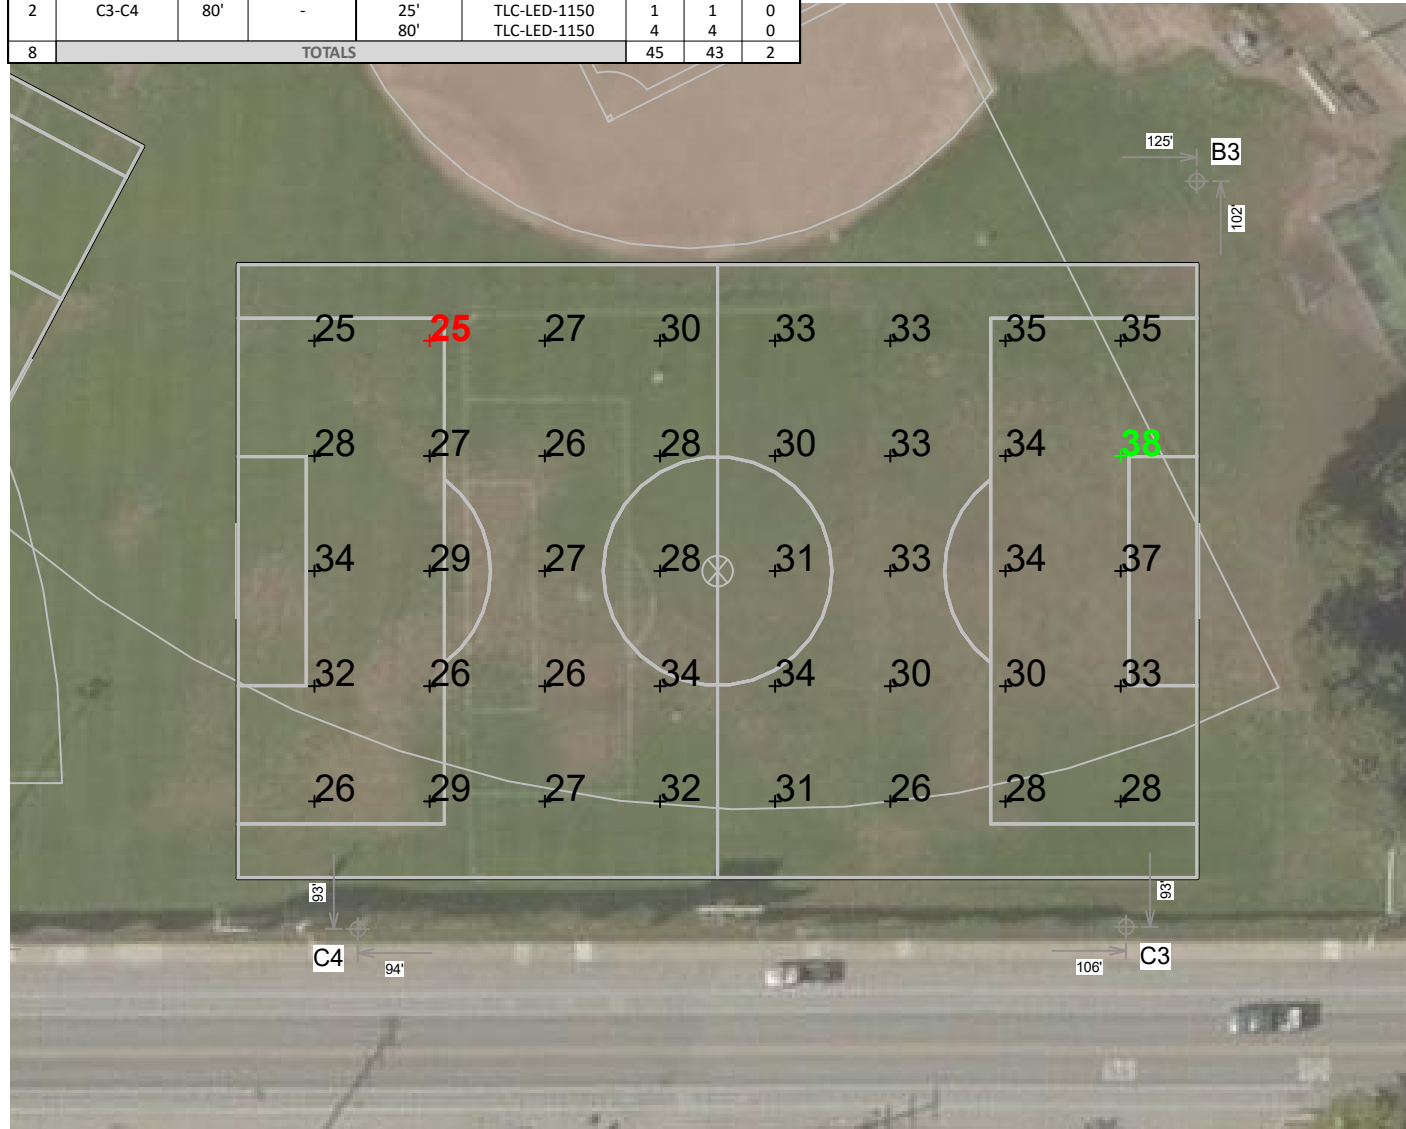 2 C3-C4 80' - 25' TLC-LED-1150 1 1 0
80' TLC-LED-1150 4 4 0
8 TOTALS 45 43 2
125' B3
102'
25 25 27 30 33 33 35 35
28 27 26 28 30 33 34 38
34 29 27 28 31 33 34 37
32 26 26 34 34 30 30 33
26 29 27 32 31 26 28 28
93' 93'
C4 94' 106' C3